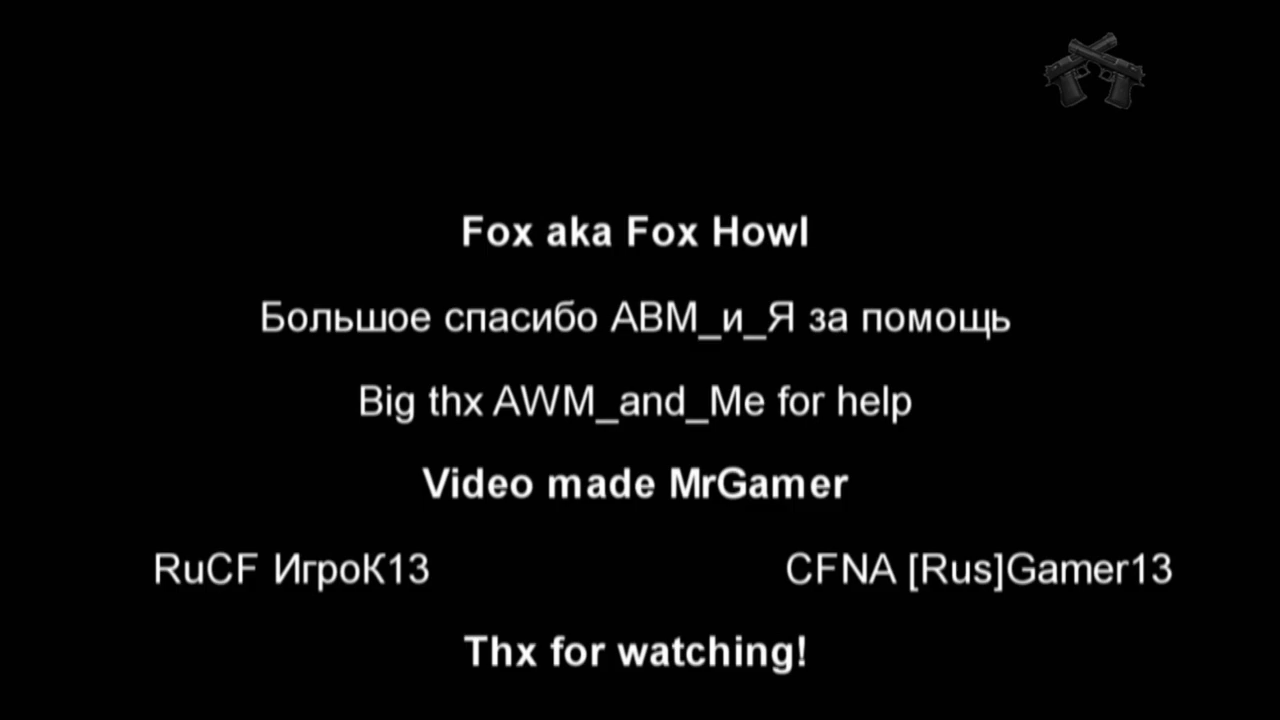 Fox aka Fox Howl
Большое спасибо АВМ_и_Я за помощь
Big thx AWM_and_Me for help
Video made MrGamer
RuCF ИгроК13 CFNA [Rus]Gamer13
Thx for watching!